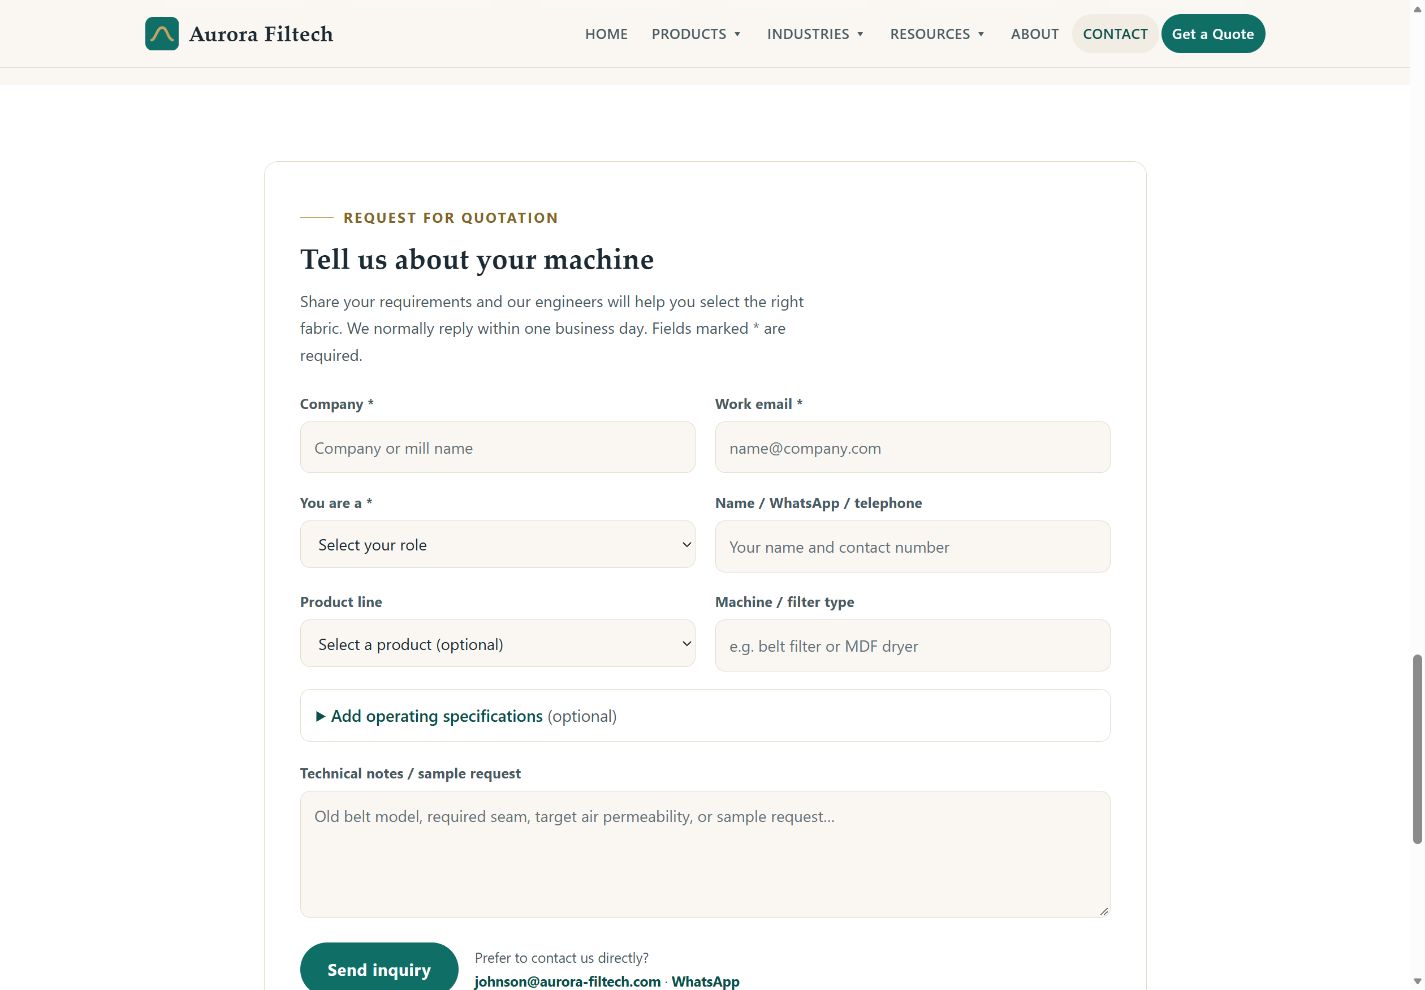 Aurora Filtech
HOME
PRODUCTS ▼
INDUSTRIES ▼
RESOURCES ▼
ABOUT
CONTACT
Get a Quote
REQUEST FOR QUOTATION
Tell us about your machine
Share your requirements and our engineers will help you select the right
fabric. We normally reply within one business day. Fields marked * are
required.
Company *
Company or mill name
Work email *
name@company.com
You are a *
Select your role
Name / WhatsApp / telephone
Your name and contact number
Product line
Select a product (optional)
Machine / filter type
e.g. belt filter or MDF dryer
▶ Add operating specifications (optional)
Technical notes / sample request
Old belt model, required seam, target air permeability, or sample request...
Send inquiry
Prefer to contact us directly?
johnson@aurora-filtech.com · WhatsApp